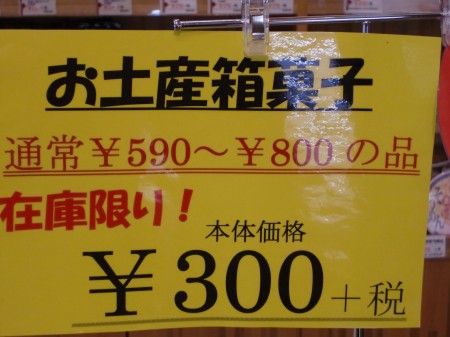 お土産箱菓子
通常￥590～￥800の品
在庫限り！
本体価格
￥300＋税